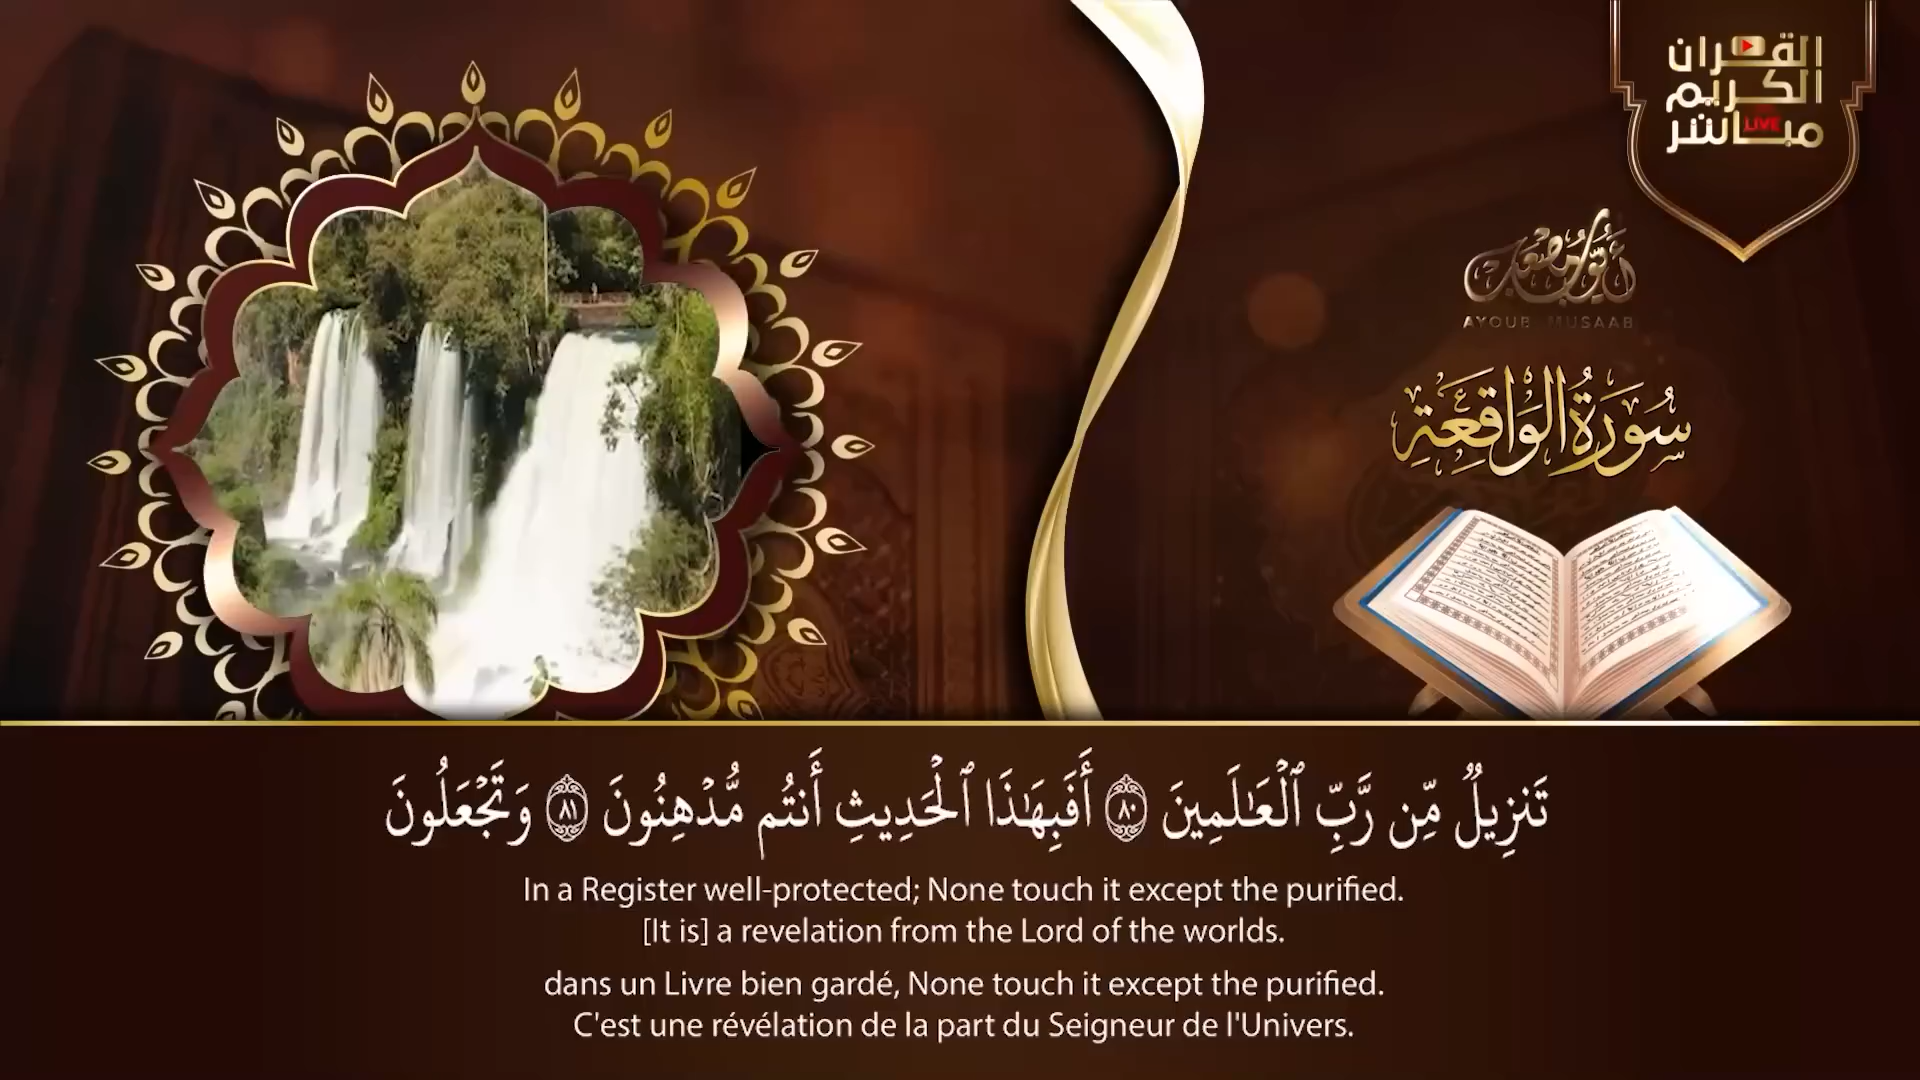 القرآن
الكريم
مباشر
LIVE
أيوب مصعب
AYOUB MUSAAB
سُورَةُ الوَاقِعَةِ
تَنزِيلٌ مِّن رَّبِّ ٱلْعَـٰلَمِينَ ٨٠ أَفَبِهَـٰذَا ٱلْحَدِيثِ أَنتُم مُّدْهِنُونَ ٨١ وَتَجْعَلُونَ
In a Register well-protected; None touch it except the purified.
[It is] a revelation from the Lord of the worlds.
dans un Livre bien gardé, None touch it except the purified.
C'est une révélation de la part du Seigneur de l'Univers.